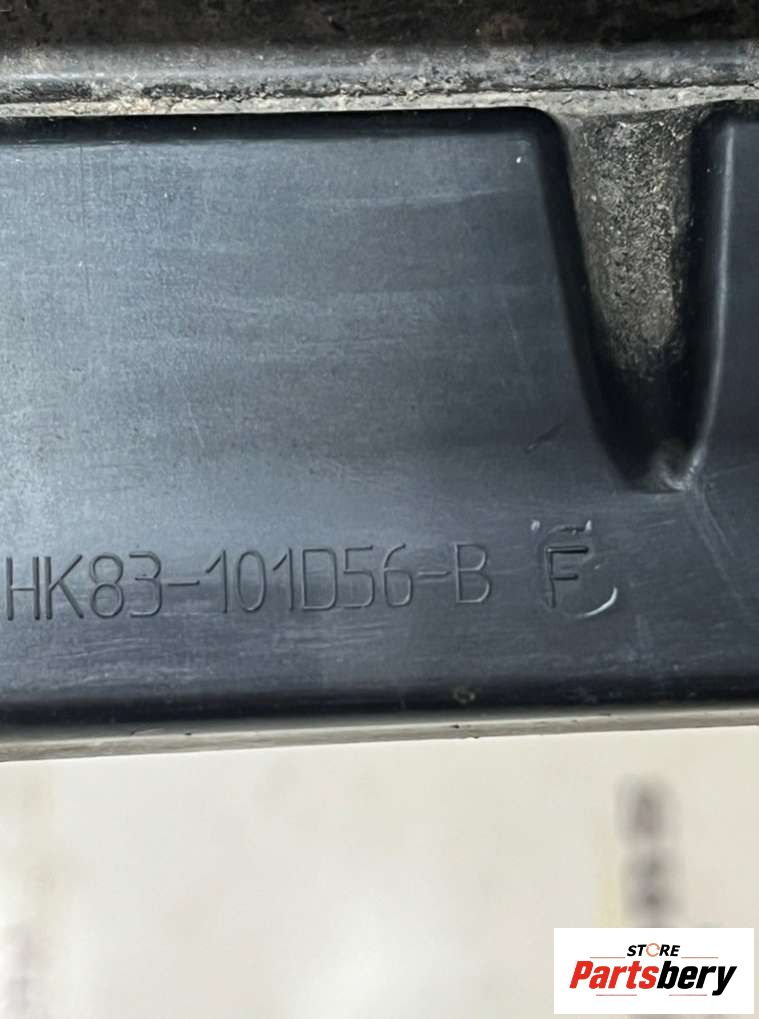 HK83-101D56-B F
STORE
Partsbery